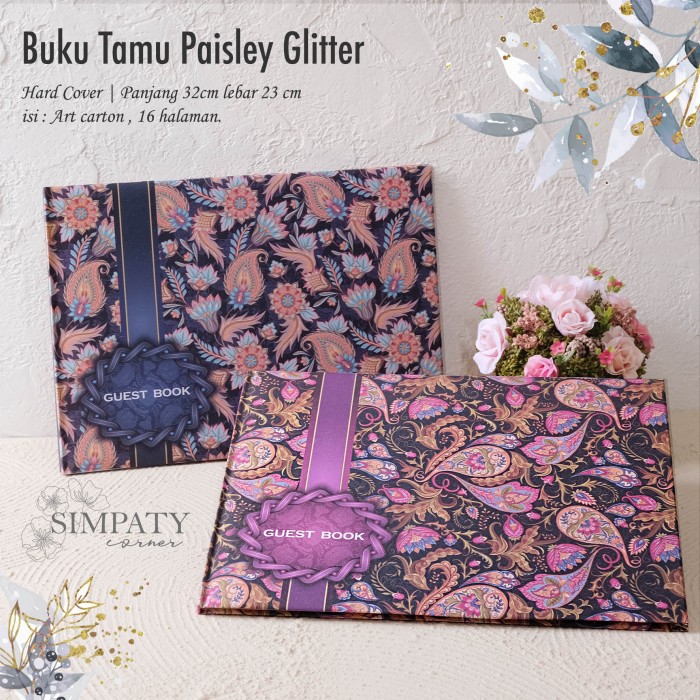 Buku Tamu Paisley Glitter
Hard Cover | Panjang 32cm lebar 23 cm
isi : Art carton , 16 halaman.
GUEST BOOK
GUEST BOOK
SIMPATY
corner